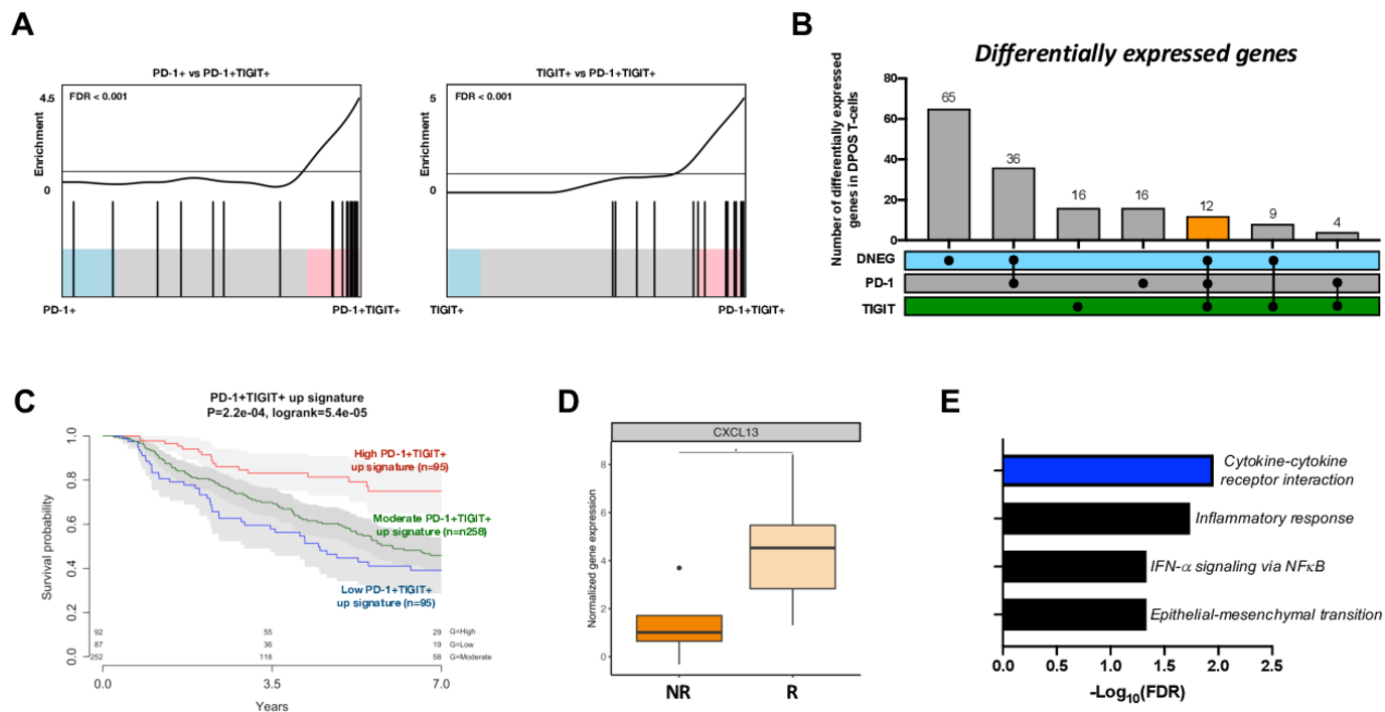 A
PD-1+ vs PD-1+TIGIT+
4.5
FDR < 0.001
Enrichment
0
PD-1+
PD-1+TIGIT+
TIGIT+ vs PD-1+TIGIT+
5
FDR < 0.001
Enrichment
0
TIGIT+
PD-1+TIGIT+
B
Differentially expressed genes
Number of differentially expressed
genes in DPOS T-cells
80
60
40
20
0
65
36
16
16
12
9
4
DNEG
PD-1
TIGIT
C
PD-1+TIGIT+ up signature
P=2.2e-04, logrank=5.4e-05
Survival probability
1.0
0.8
0.6
0.4
0.2
0.0
High PD-1+TIGIT+
up signature (n=95)
Moderate PD-1+TIGIT+
up signature (n=n258)
Low PD-1+TIGIT+
up signature (n=95)
92 55 29 G=High
87 36 19 G=Low
252 118 58 G=Moderate
0.0 3.5 7.0
Years
D
CXCL13
*
Normalized gene expression
8
6
4
2
0
NR R
E
Cytokine-cytokine
receptor interaction
Inflammatory response
IFN-α signaling via NFκB
Epithelial-mesenchymal transition
0.0 0.5 1.0 1.5 2.0 2.5
-Log10(FDR)